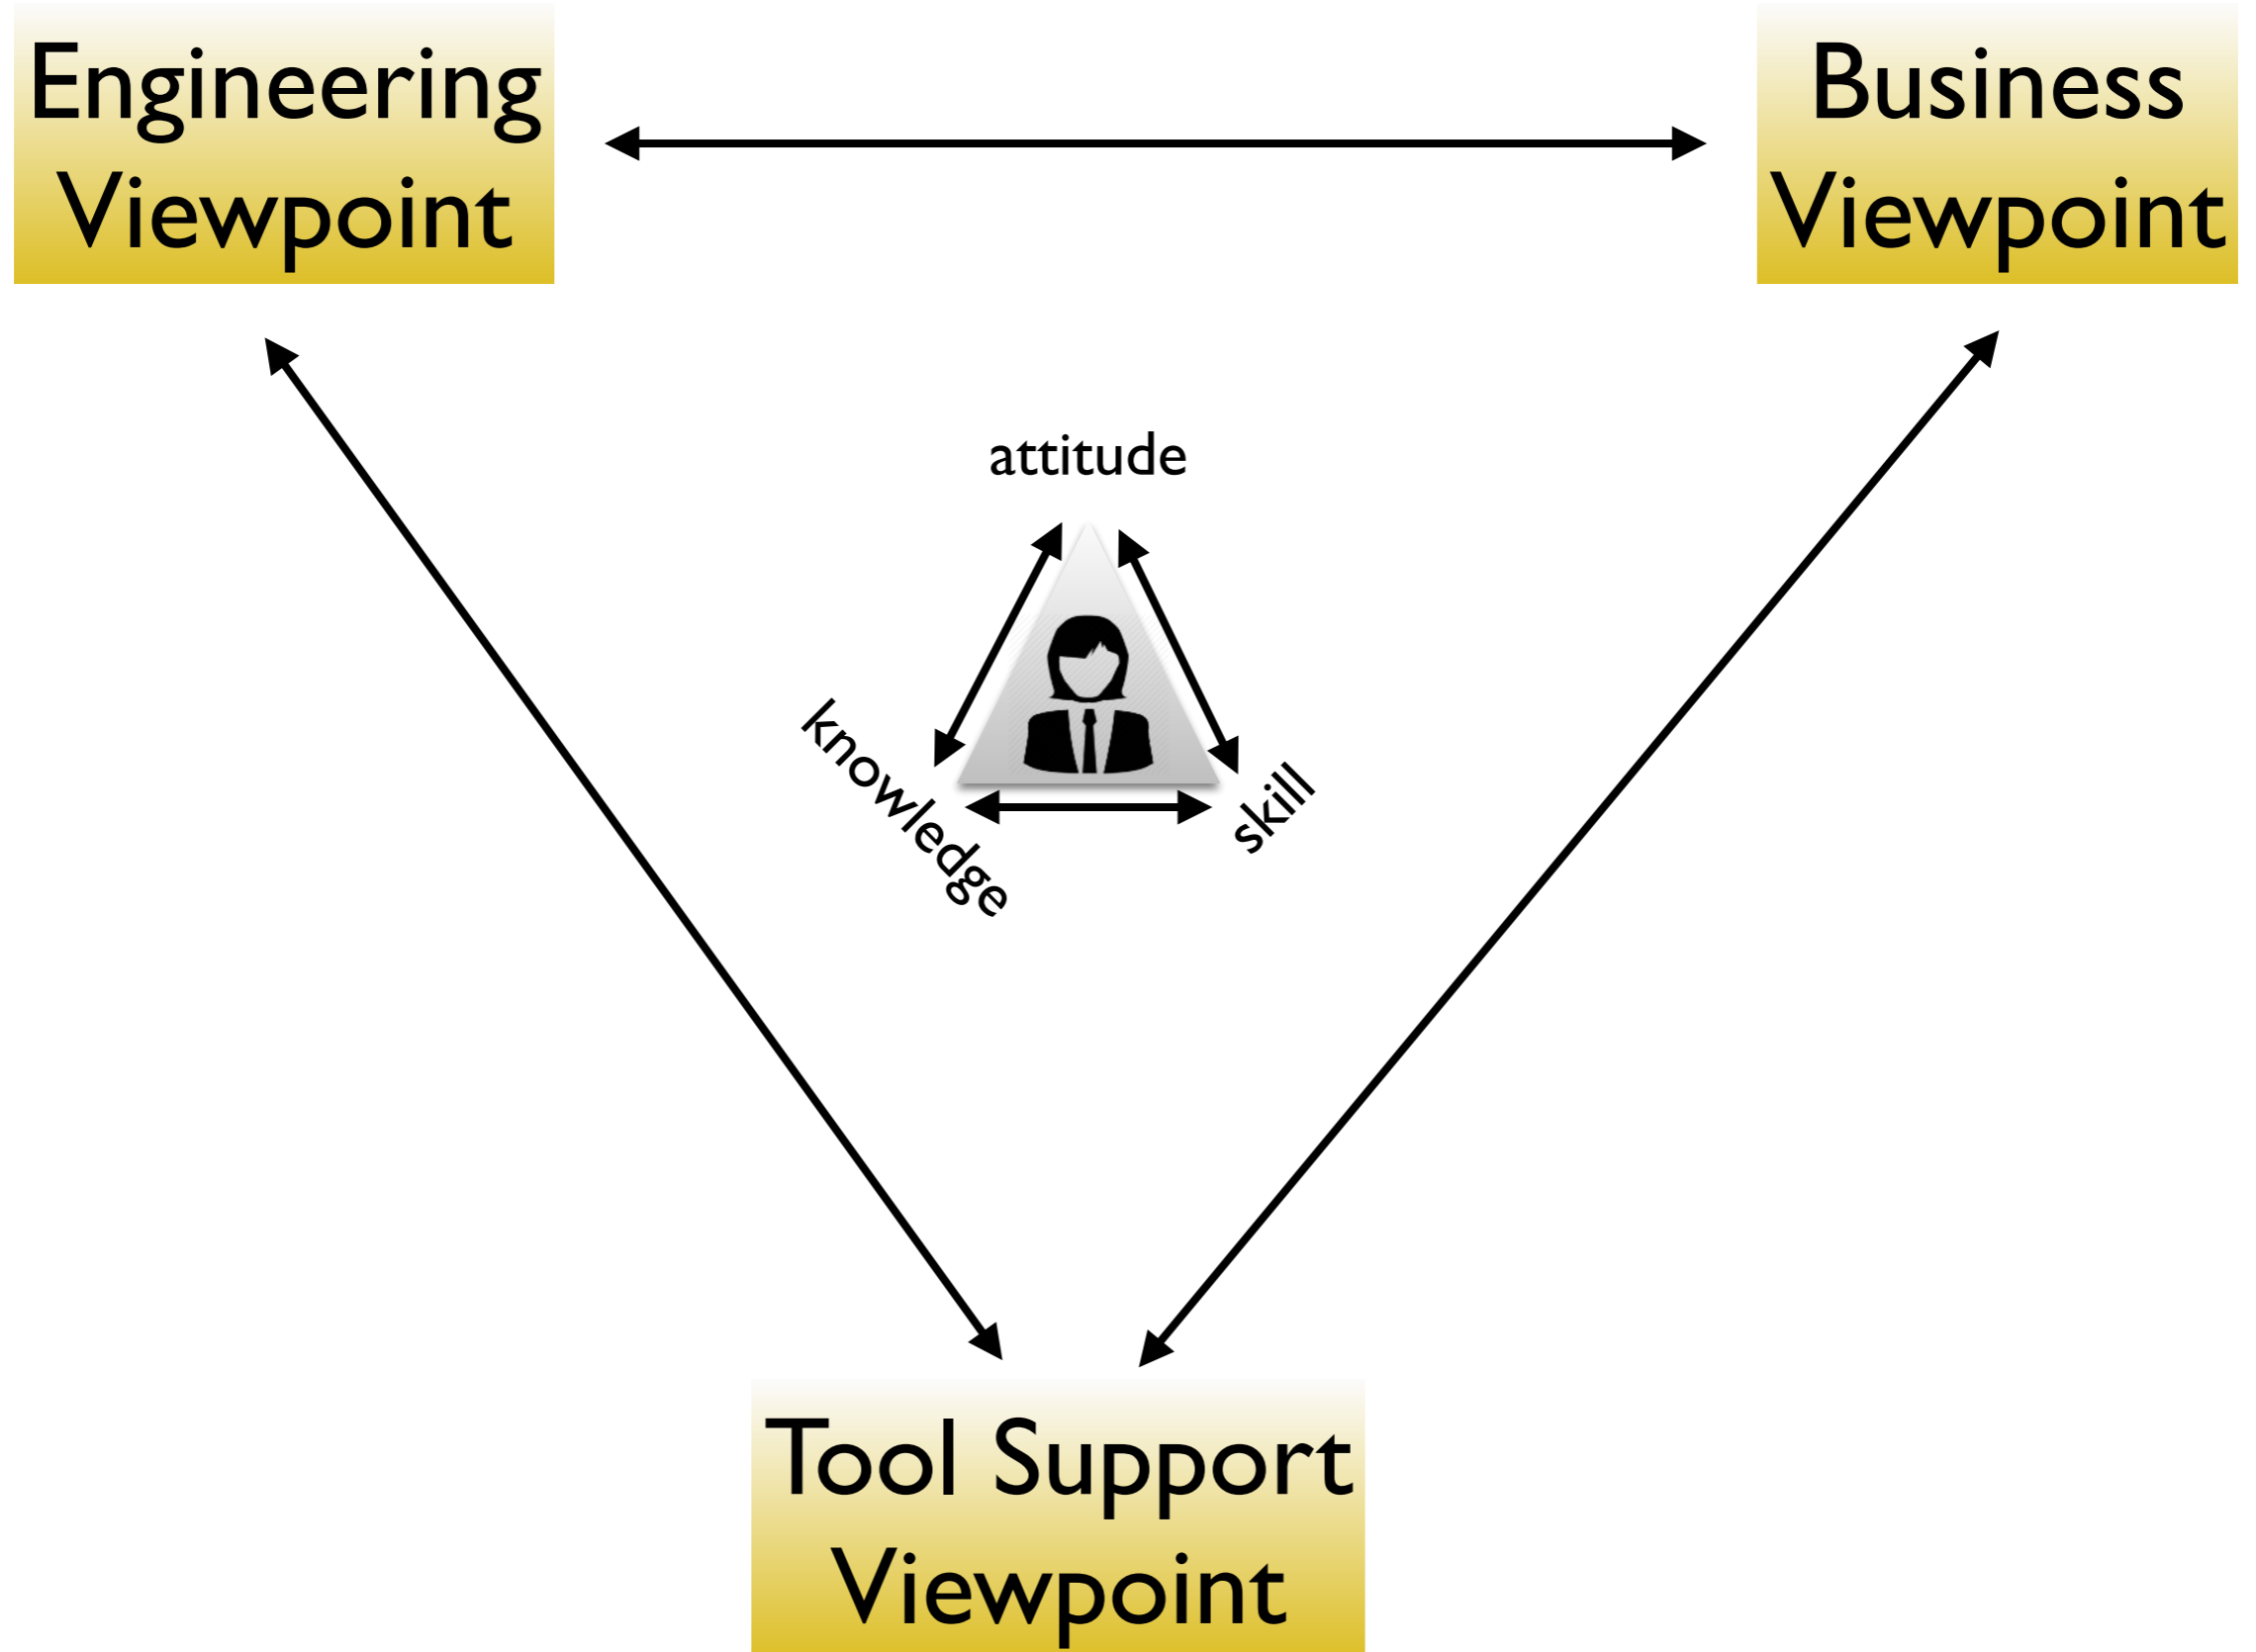 Engineering
Viewpoint
Business
Viewpoint
attitude
knowledge
skill
Tool Support
Viewpoint